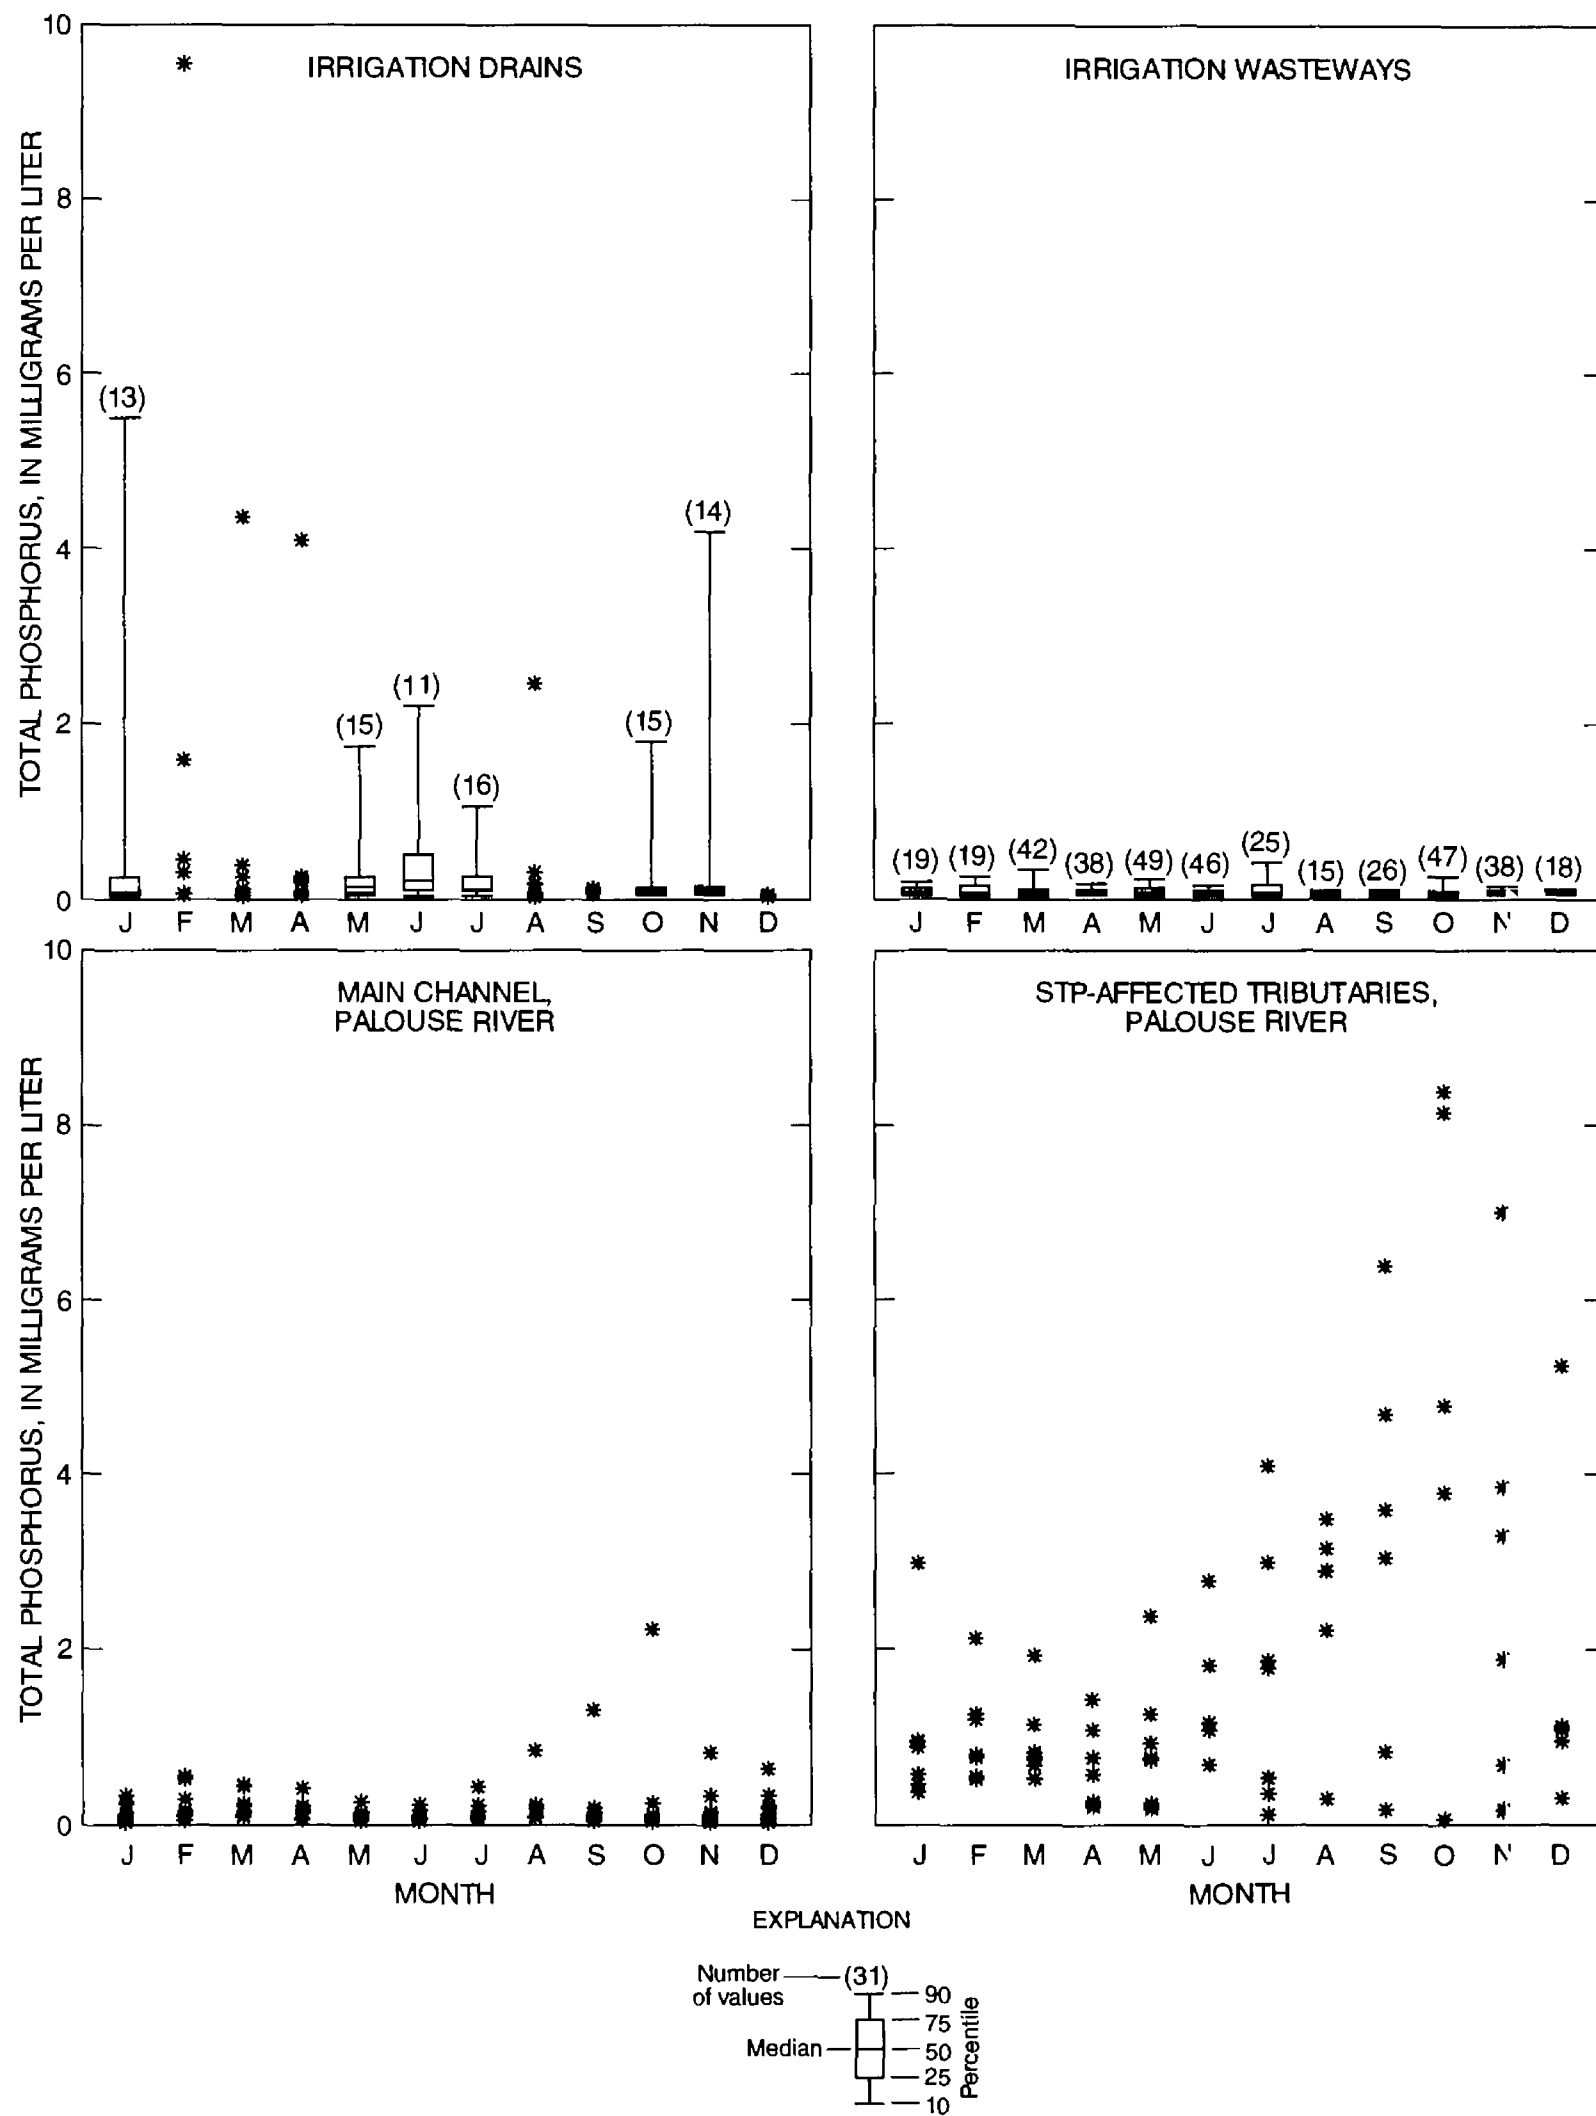 TOTAL PHOSPHORUS, IN MILLIGRAMS PER LITER
10
8
6
4
2
0
IRRIGATION DRAINS
(13)
(15)
(11)
(16)
(15)
(14)
J F M A M J J A S O N D
IRRIGATION WASTEWAYS
(19) (19) (42) (38) (49) (46) (25) (15) (26) (47) (38) (18)
J F M A M J J A S O N D
TOTAL PHOSPHORUS, IN MILLIGRAMS PER LITER
10
8
6
4
2
0
MAIN CHANNEL,
PALOUSE RIVER
J F M A M J J A S O N D
MONTH
STP-AFFECTED TRIBUTARIES,
PALOUSE RIVER
J F M A M J J A S O N D
MONTH
EXPLANATION
Number
of values
(31)
Median
90
75
50
25
10
Percentile